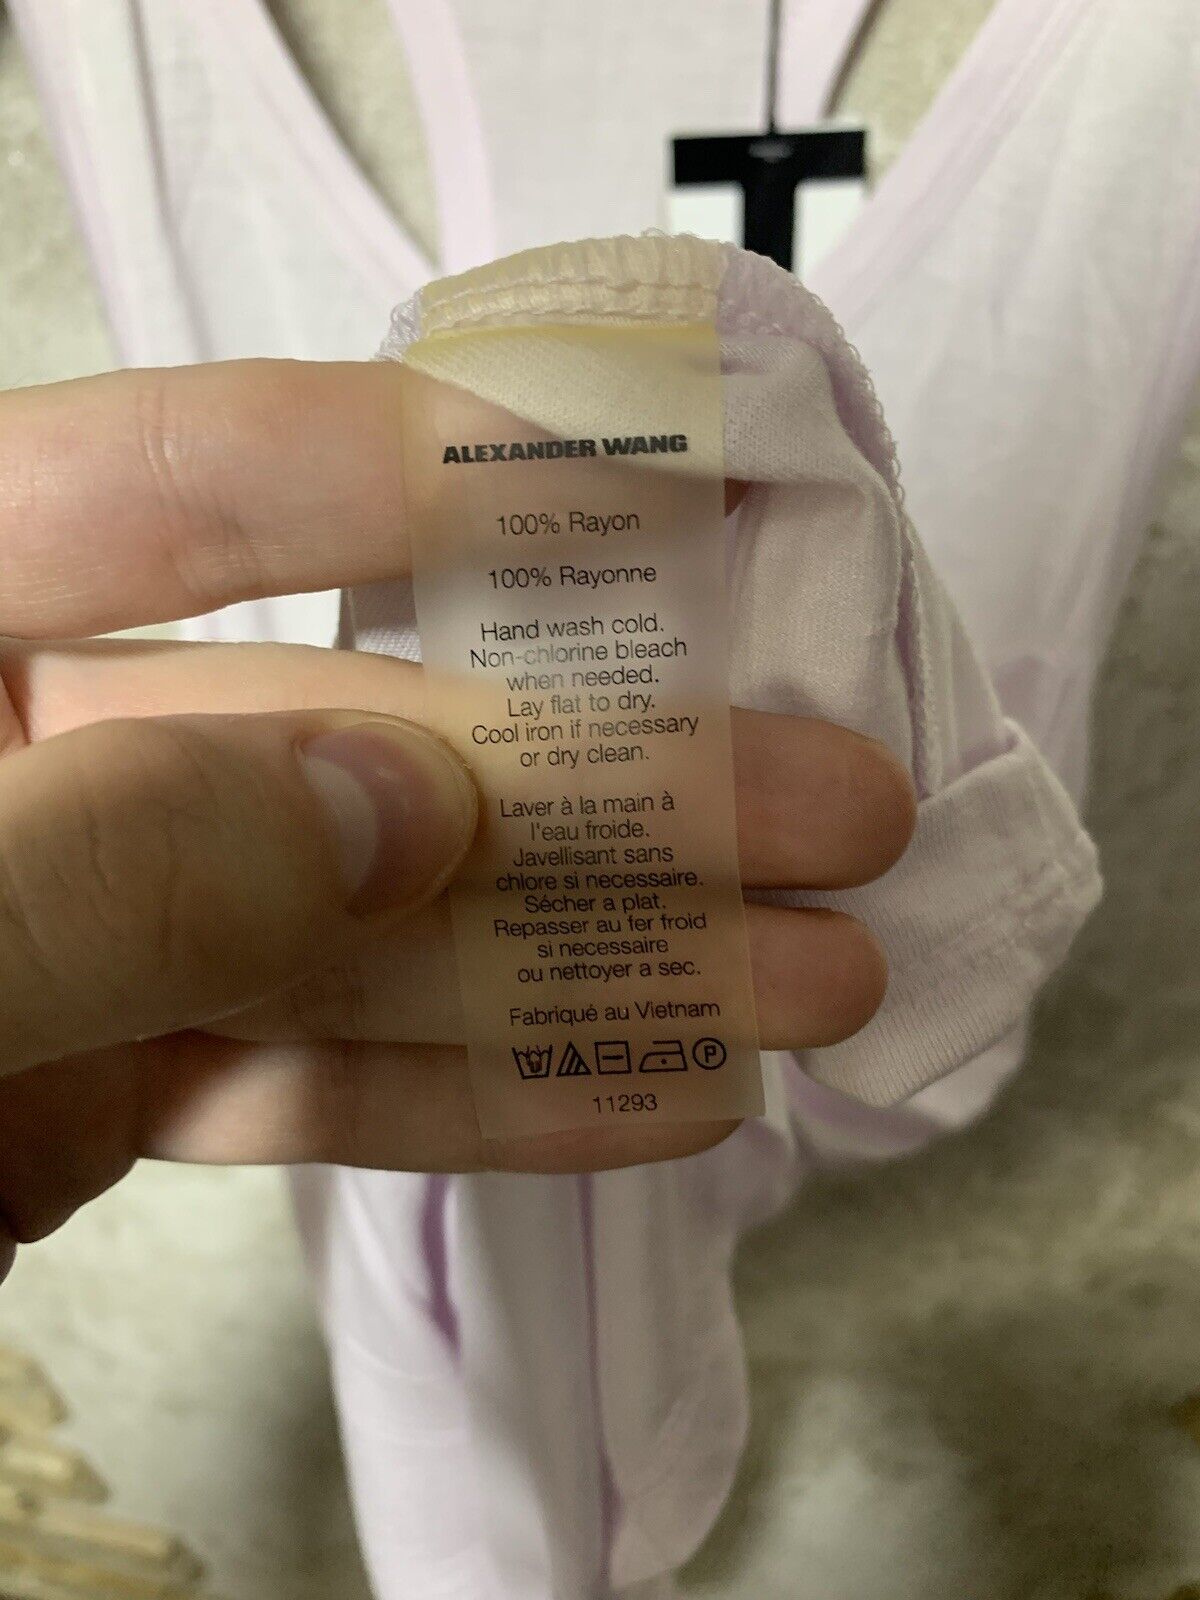 T
ALEXANDER WANG
100% Rayon
100% Rayonne
Hand wash cold.
Non-chlorine bleach
when needed.
Lay flat to dry.
Cool iron if necessary
or dry clean.
Laver à la main à
l'eau froide.
Javellisant sans
chlore si necessaire.
Sécher a plat.
Repasser au fer froid
si necessaire
ou nettoyer a sec.
Fabriqué au Vietnam
P
11293